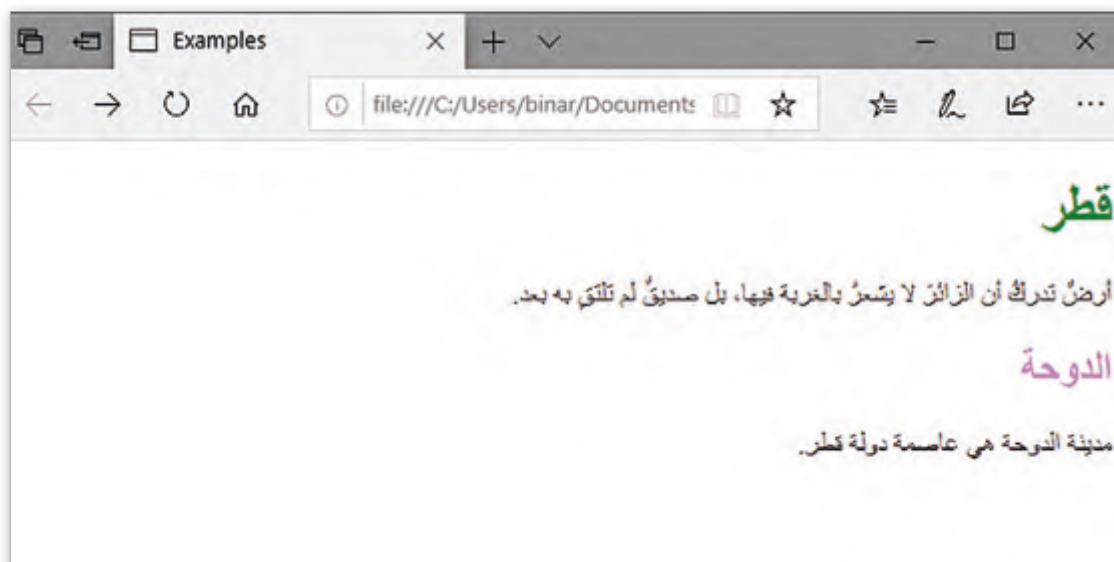 Examples
file:///C:/Users/binar/Documents
قطر
أرضٌ تدركُ أن الزائرَ لا يشعرُ بالغربة فيها، بل صديقٌ لم تلتقِ به بعد.
الدوحة
مدينة الدوحة هي عاصمة دولة قطر.